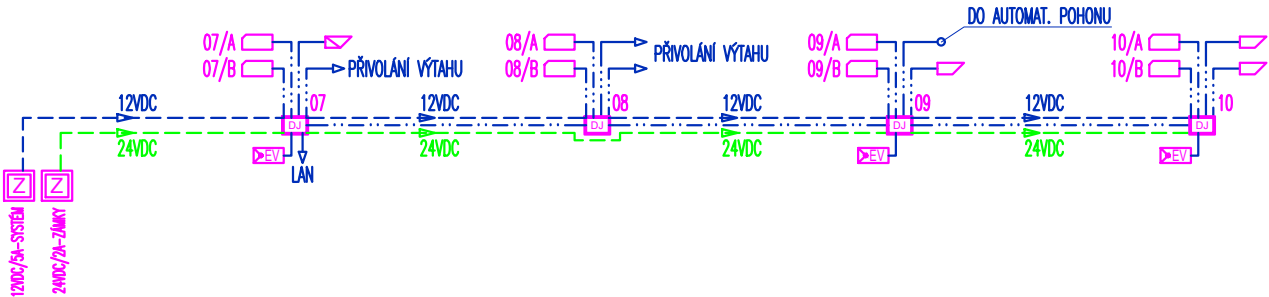 DO AUTOMAT. POHONU
07/A
08/A
09/A
10/A
PŘIVOLÁNÍ VÝTAHU
07/B
PŘIVOLÁNÍ VÝTAHU
08/B
09/B
10/B
12VDC
07
12VDC
08
12VDC
09
12VDC
10
DJ
DJ
DJ
DJ
24VDC
24VDC
24VDC
24VDC
EV
EV
EV
LAN
Z
Z
12VDC/5A-SYSTÉM
24VDC/2A-ZÁMKY